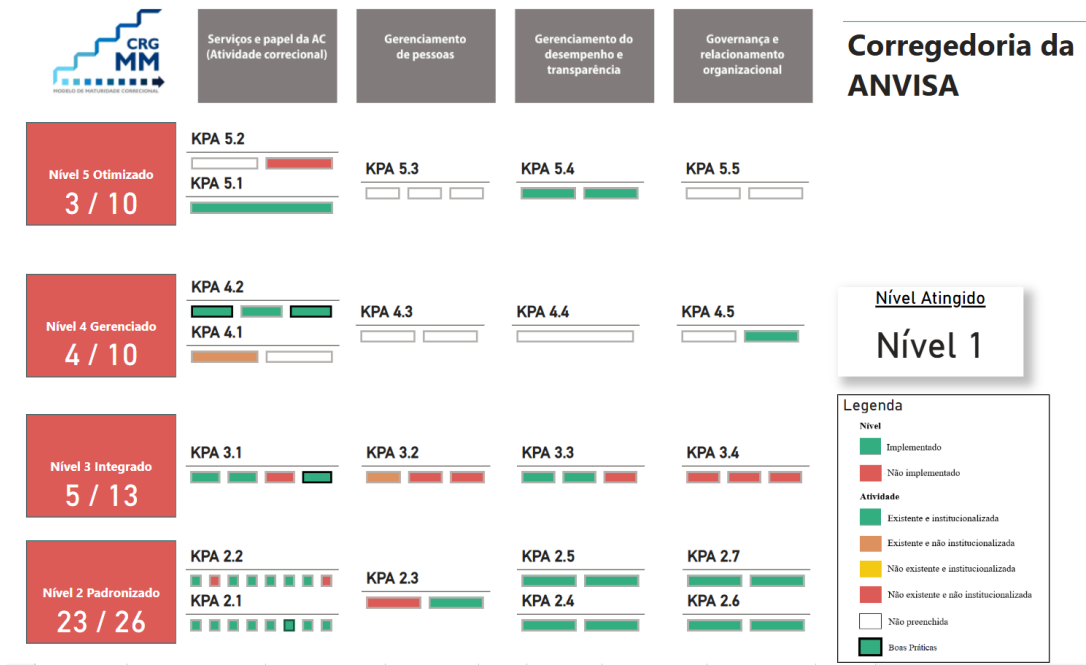 CRG
MM
MODELO DE MATURIDADE CORRECIONAL
Serviços e papel da AC
(Atividade correcional)
Gerenciamento
de pessoas
Gerenciamento do
desempenho e
transparência
Governança e
relacionamento
organizacional
Corregedoria da
ANVISA
Nível 5 Otimizado
3 / 10
KPA 5.2
KPA 5.1
KPA 5.3
KPA 5.4
KPA 5.5
Nível 4 Gerenciado
4 / 10
KPA 4.2
KPA 4.1
KPA 4.3
KPA 4.4
KPA 4.5
Nível Atingido
Nível 1
Nível 3 Integrado
5 / 13
KPA 3.1
KPA 3.2
KPA 3.3
KPA 3.4
Nível 2 Padronizado
23 / 26
KPA 2.2
KPA 2.1
KPA 2.3
KPA 2.5
KPA 2.4
KPA 2.7
KPA 2.6
Legenda
Nível
Implementado
Não implementado
Atividade
Existente e institucionalizada
Existente e não institucionalizada
Não existente e institucionalizada
Não existente e não institucionalizada
Não preenchida
Boas Práticas